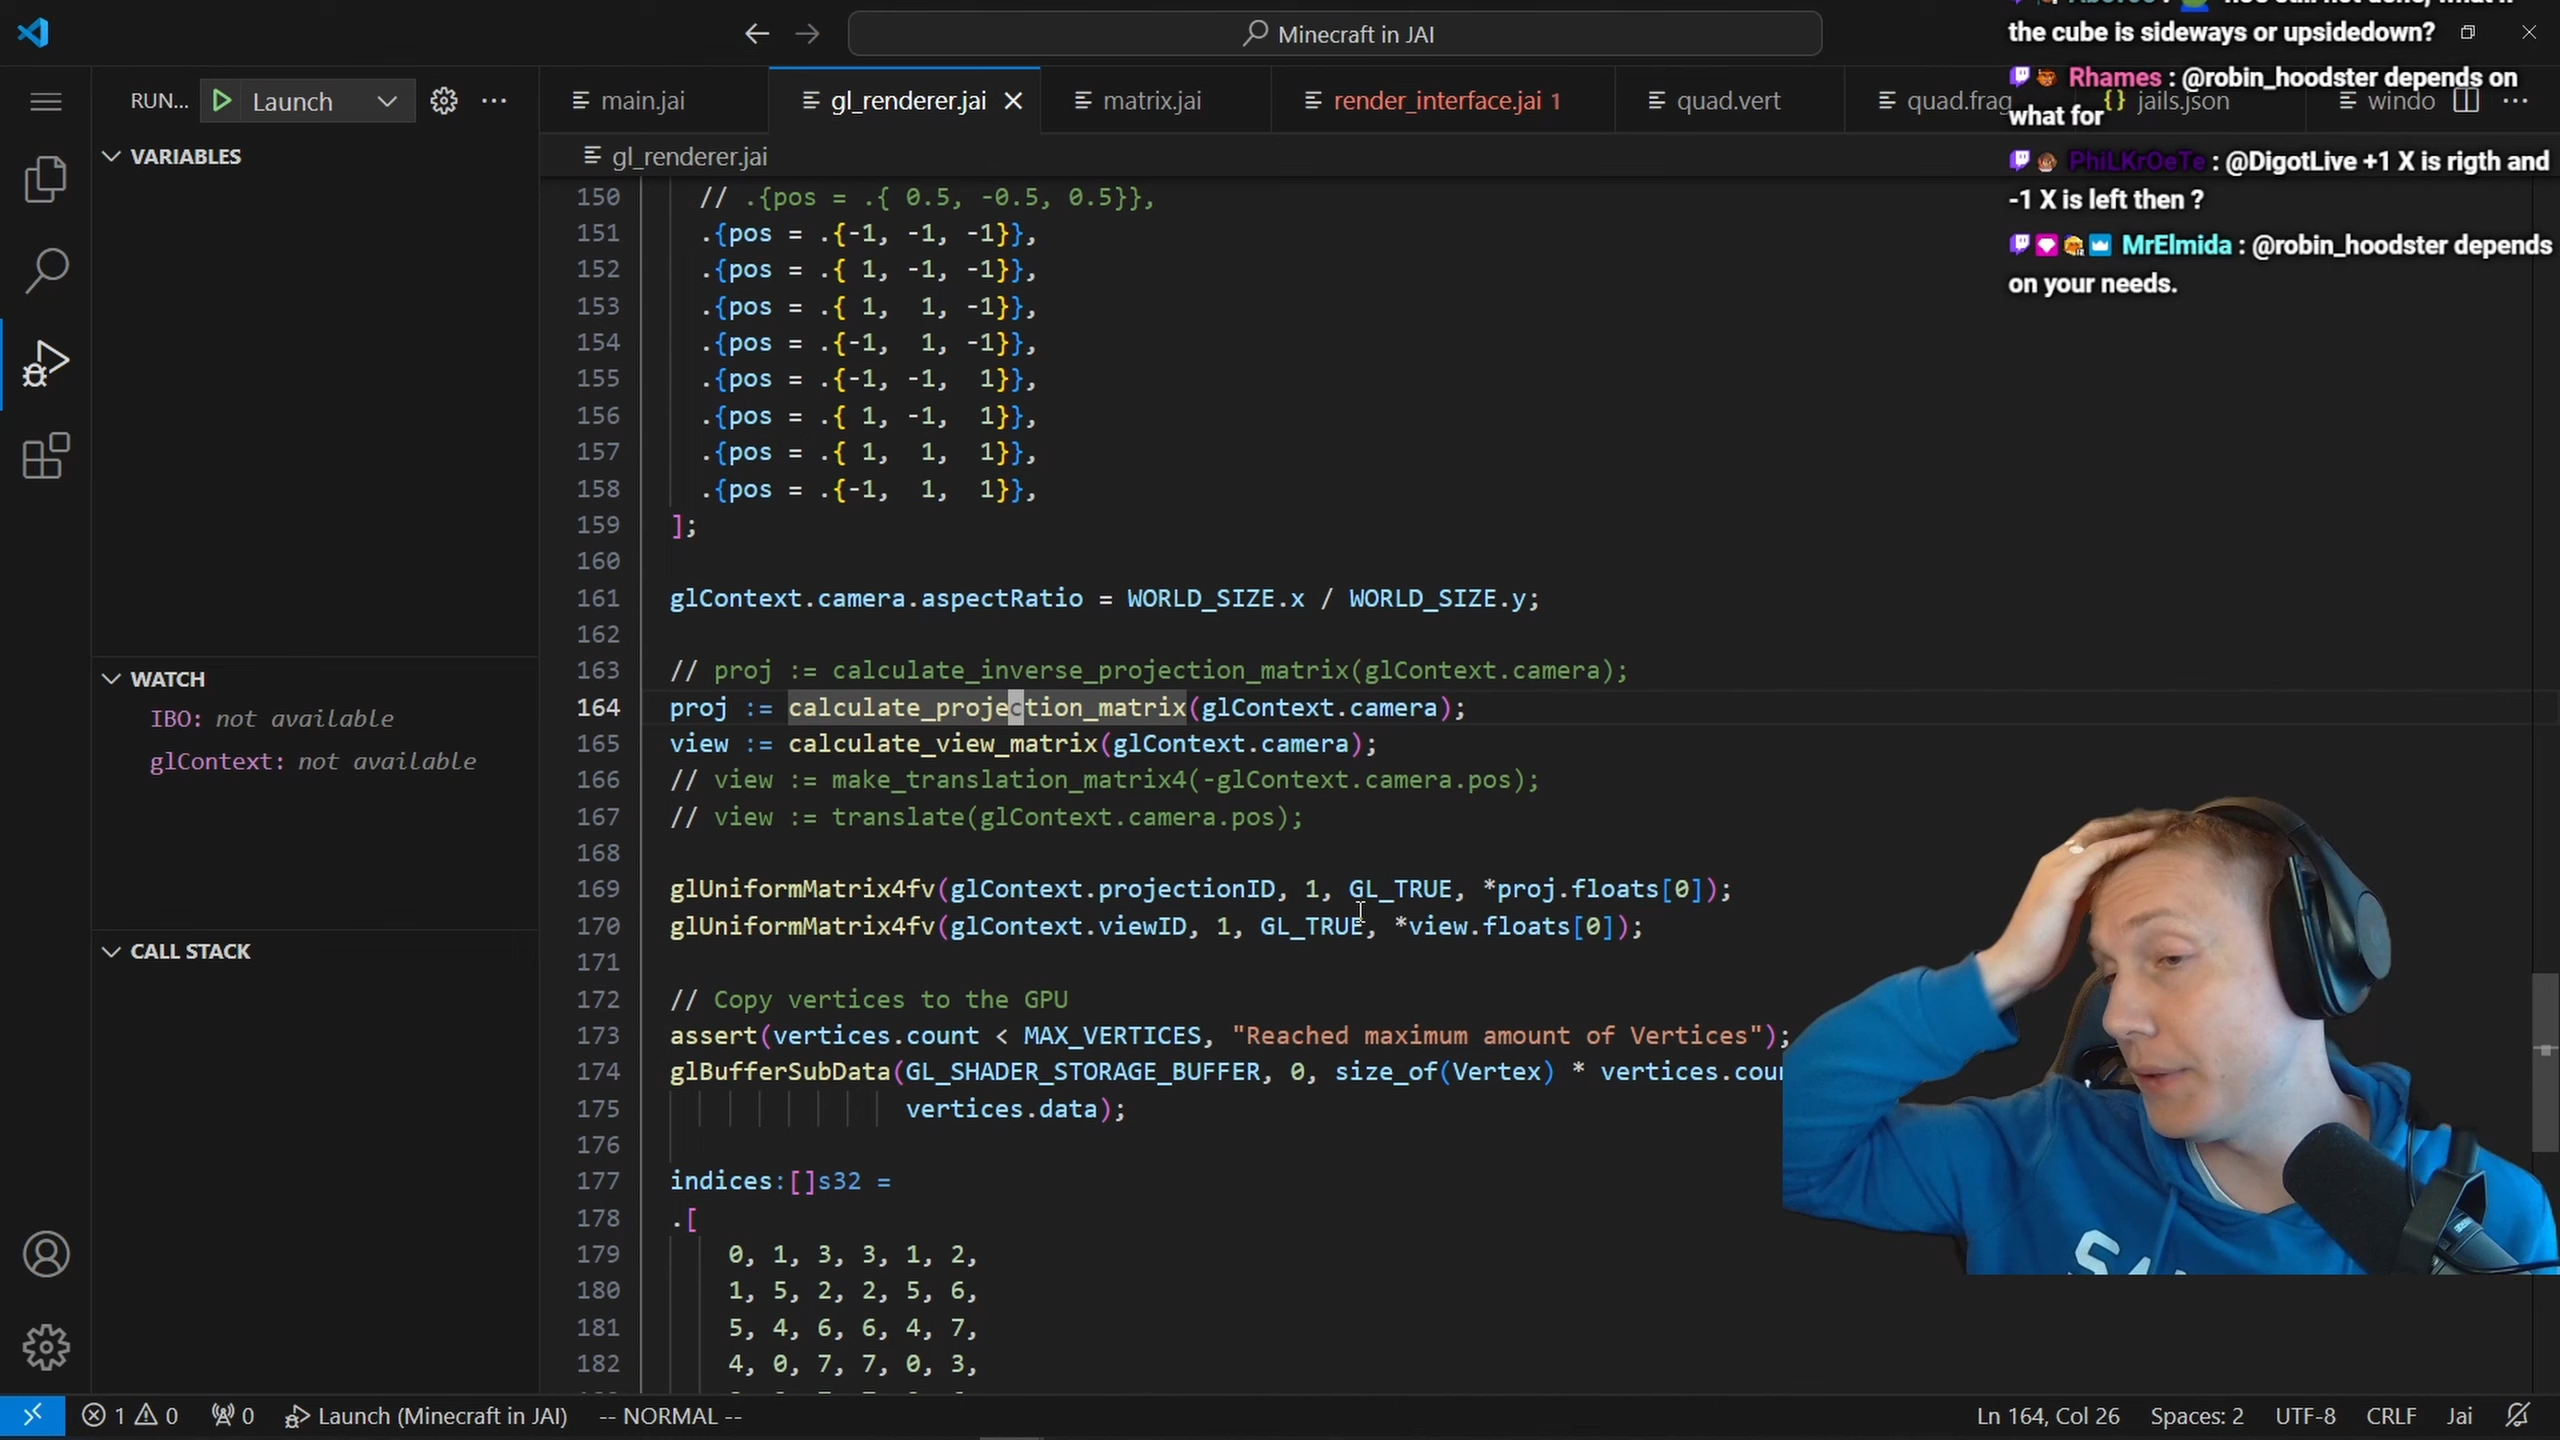 Minecraft in JAI
the cube is sideways or upsidedown?
Rhames : @robin_hoodster depends on
what for
PhiLKrOeTe : @DigotLive +1 X is rigth and
-1 X is left then ?
MrElmida : @robin_hoodster depends
on your needs.
RUN... Launch
main.jai gl_renderer.jai matrix.jai render_interface.jai 1 quad.vert quad.frag {} jails.json windo
gl_renderer.jai
VARIABLES
WATCH
IBO: not available
glContext: not available
CALL STACK
150 // .{pos = .{ 0.5, -0.5, 0.5}},
151 .{pos = .{-1, -1, -1}},
152 .{pos = .{ 1, -1, -1}},
153 .{pos = .{ 1, 1, -1}},
154 .{pos = .{-1, 1, -1}},
155 .{pos = .{-1, -1, 1}},
156 .{pos = .{ 1, -1, 1}},
157 .{pos = .{ 1, 1, 1}},
158 .{pos = .{-1, 1, 1}},
159 ];
160
161 glContext.camera.aspectRatio = WORLD_SIZE.x / WORLD_SIZE.y;
162
163 // proj := calculate_inverse_projection_matrix(glContext.camera);
164 proj := calculate_projection_matrix(glContext.camera);
165 view := calculate_view_matrix(glContext.camera);
166 // view := make_translation_matrix4(-glContext.camera.pos);
167 // view := translate(glContext.camera.pos);
168
169 glUniformMatrix4fv(glContext.projectionID, 1, GL_TRUE, *proj.floats[0]);
170 glUniformMatrix4fv(glContext.viewID, 1, GL_TRUE, *view.floats[0]);
171
172 // Copy vertices to the GPU
173 assert(vertices.count < MAX_VERTICES, "Reached maximum amount of Vertices");
174 glBufferSubData(GL_SHADER_STORAGE_BUFFER, 0, size_of(Vertex) * vertices.coun
175 vertices.data);
176
177 indices:[]s32 =
178 .[
179 0, 1, 3, 3, 1, 2,
180 1, 5, 2, 2, 5, 6,
181 5, 4, 6, 6, 4, 7,
182 4, 0, 7, 7, 0, 3,
1 0 0 Launch (Minecraft in JAI) -- NORMAL -- Ln 164, Col 26 Spaces: 2 UTF-8 CRLF Jai